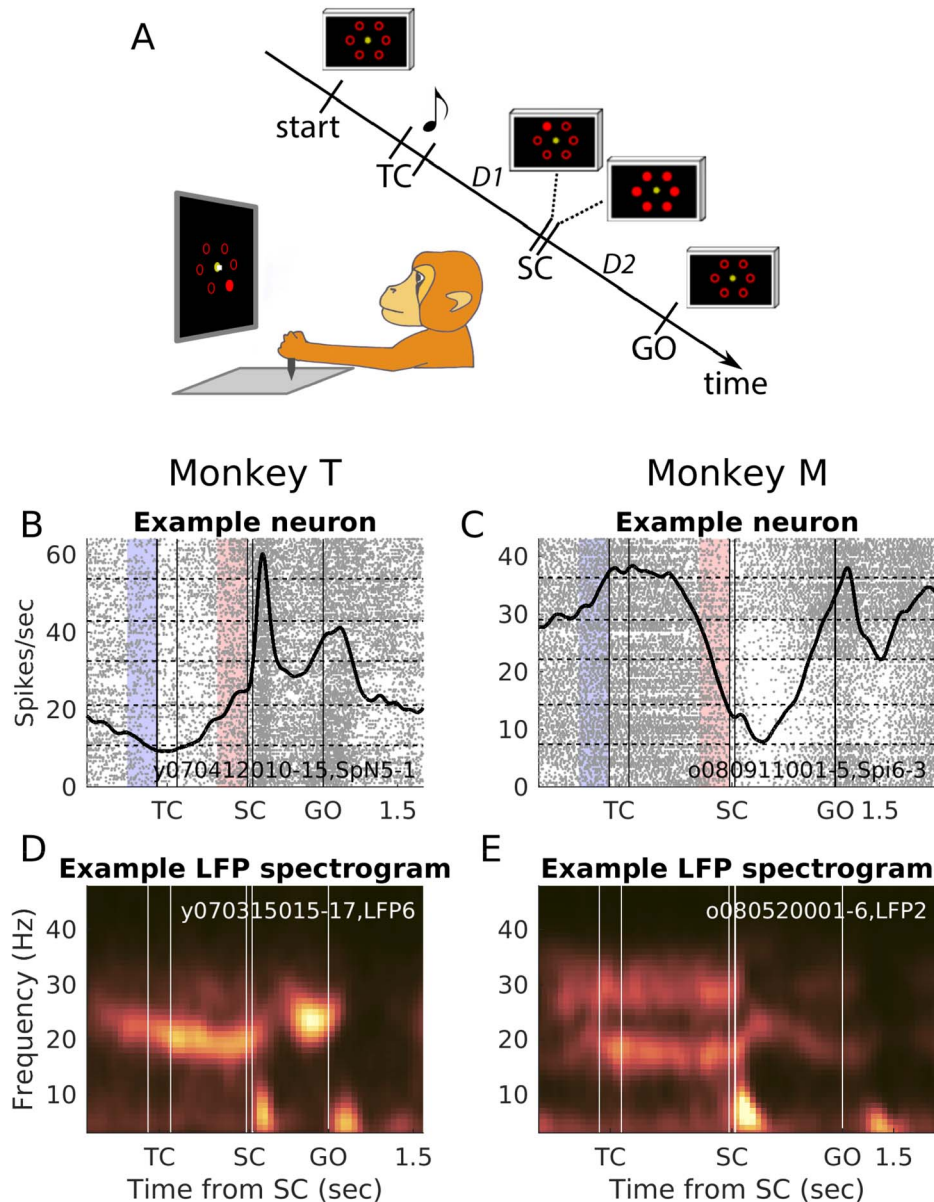 A
start
TC
D1
SC
D2
GO
time
Monkey T
Monkey M
B
Example neuron
C
Example neuron
Spikes/sec
60
40
20
0
y070412010-15,SpN5-1
TC SC GO 1.5
40
30
20
10
0
o080911001-5,Spi6-3
TC SC GO 1.5
D
Example LFP spectrogram
E
Example LFP spectrogram
Frequency (Hz)
40
30
20
10
y070315015-17,LFP6
TC SC GO 1.5
Time from SC (sec)
40
30
20
10
o080520001-6,LFP2
TC SC GO 1.5
Time from SC (sec)